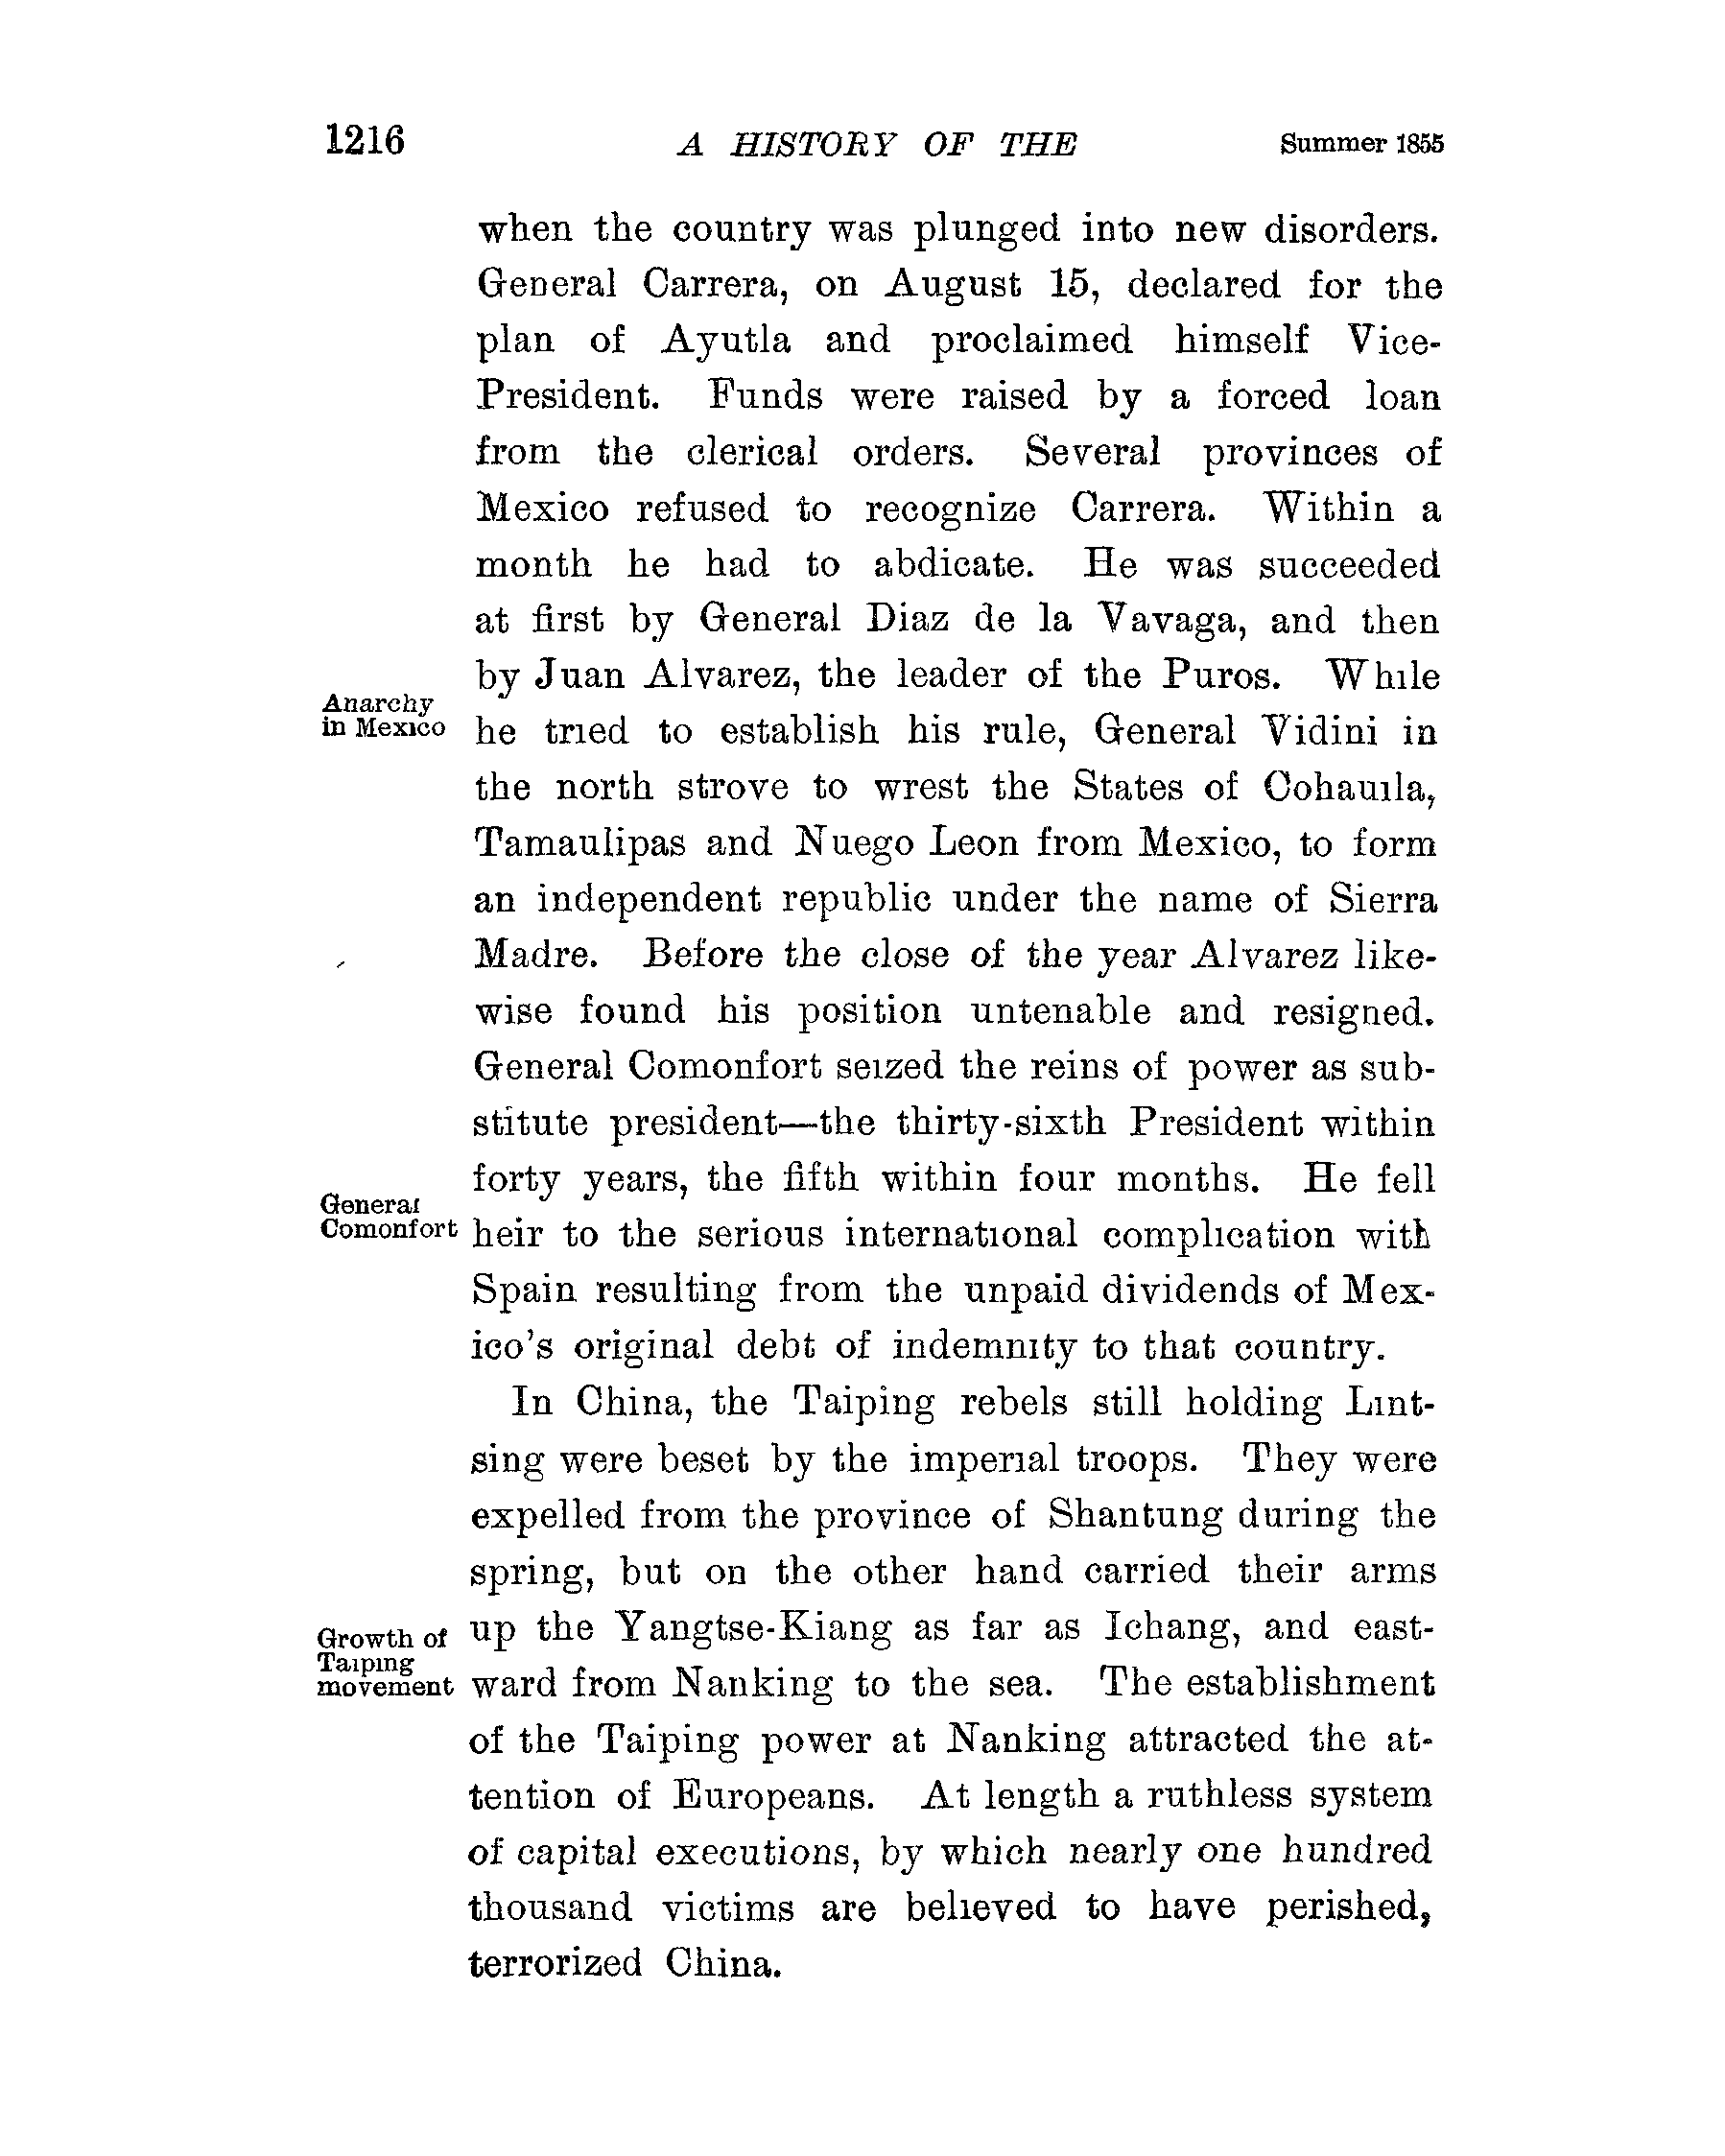 1216 A HISTORY OF THE Summer 1855
when the country was plunged into new disorders.
General Carrera, on August 15, declared for the
plan of Ayutla and proclaimed himself Vice-
President. Funds were raised by a forced loan
from the clerical orders. Several provinces of
Mexico refused to recognize Carrera. Within a
month he had to abdicate. He was succeeded
at first by General Diaz de la Vavaga, and then
by Juan Alvarez, the leader of the Puros. While
Anarchy
in Mexico
he tried to establish his rule, General Vidini in
the north strove to wrest the States of Cohauila,
Tamaulipas and Nuego Leon from Mexico, to form
an independent republic under the name of Sierra
Madre. Before the close of the year Alvarez like-
wise found his position untenable and resigned.
General Comonfort seized the reins of power as sub-
stitute president—the thirty-sixth President within
forty years, the fifth within four months. He fell
General
Comonfort
heir to the serious international complication with
Spain resulting from the unpaid dividends of Mex-
ico's original debt of indemnity to that country.
In China, the Taiping rebels still holding Lint-
sing were beset by the imperial troops. They were
expelled from the province of Shantung during the
spring, but on the other hand carried their arms
up the Yangtse-Kiang as far as Ichang, and east-
Growth of
Taiping
movement
ward from Nanking to the sea. The establishment
of the Taiping power at Nanking attracted the at-
tention of Europeans. At length a ruthless system
of capital executions, by which nearly one hundred
thousand victims are believed to have perished,
terrorized China.